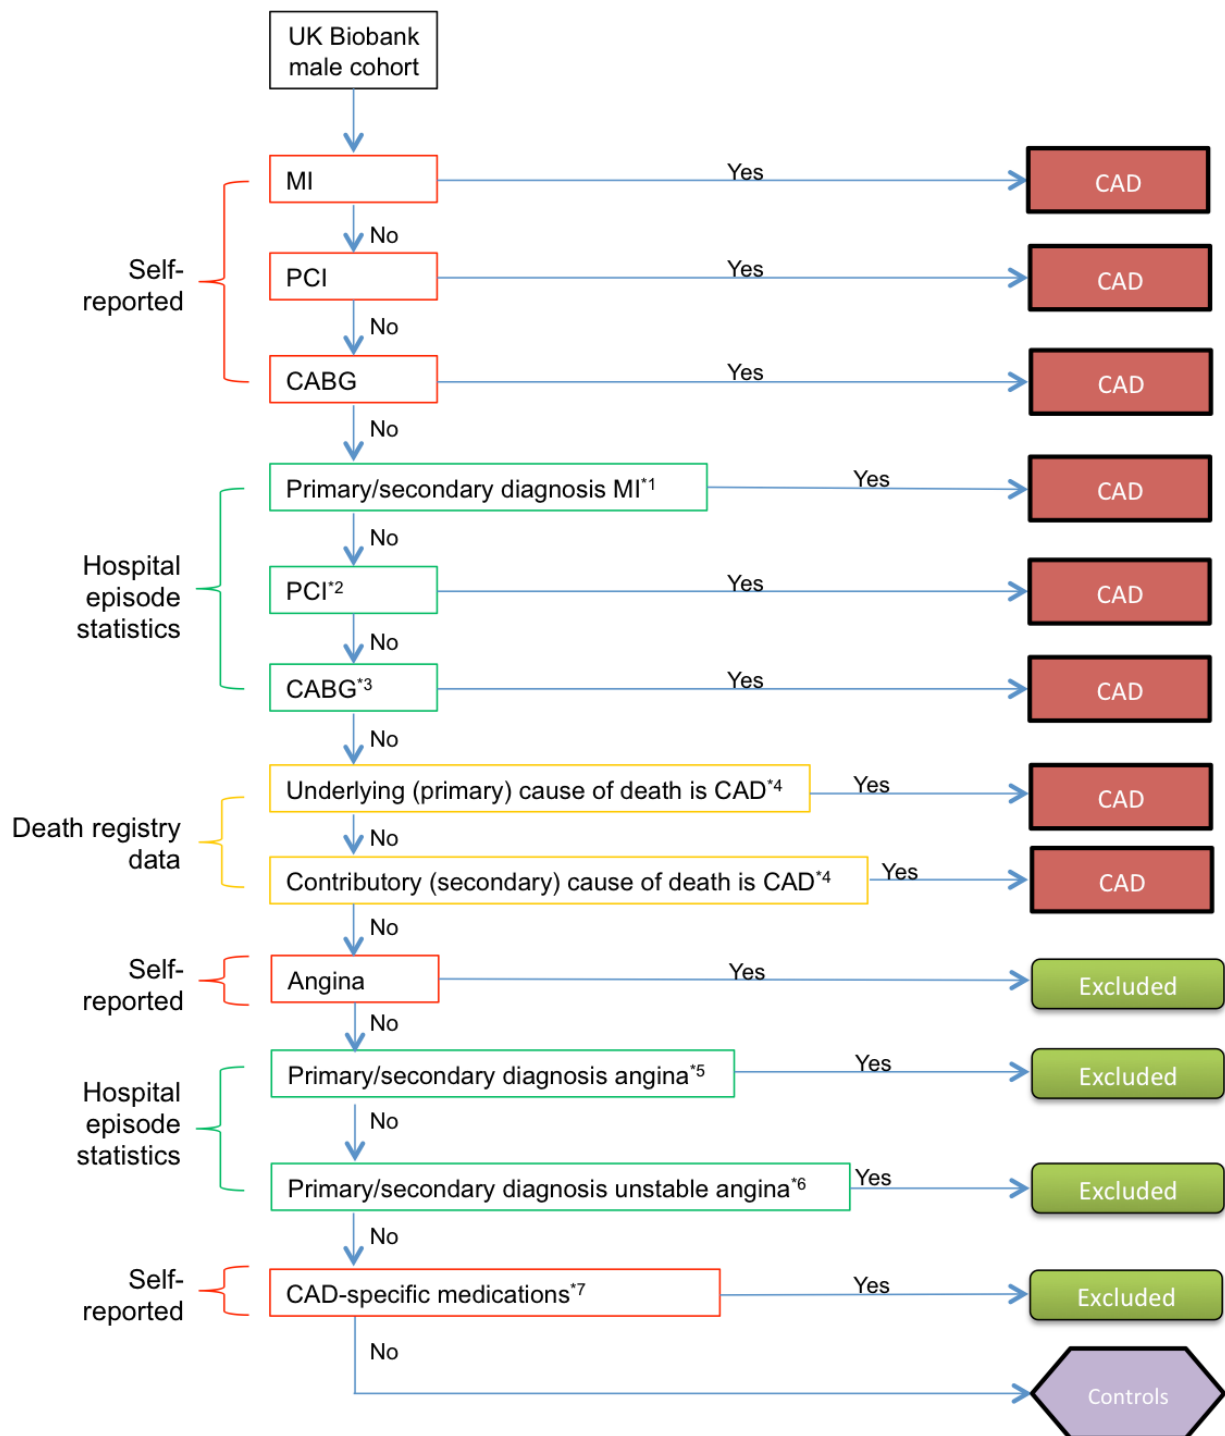 UK Biobank
male cohort
MI
Yes
CAD
No
Self-
reported
PCI
Yes
CAD
No
CABG
Yes
CAD
No
Primary/secondary diagnosis MI*1
Yes
CAD
No
Hospital
episode
statistics
PCI*2
Yes
CAD
No
CABG*3
Yes
CAD
No
Underlying (primary) cause of death is CAD*4
Yes
CAD
Death registry
data
No
Contributory (secondary) cause of death is CAD*4
Yes
CAD
No
Self-
reported
Angina
Yes
Excluded
No
Primary/secondary diagnosis angina*5
Yes
Excluded
Hospital
episode
statistics
No
Primary/secondary diagnosis unstable angina*6
Yes
Excluded
No
Self-
reported
CAD-specific medications*7
Yes
Excluded
No
Controls